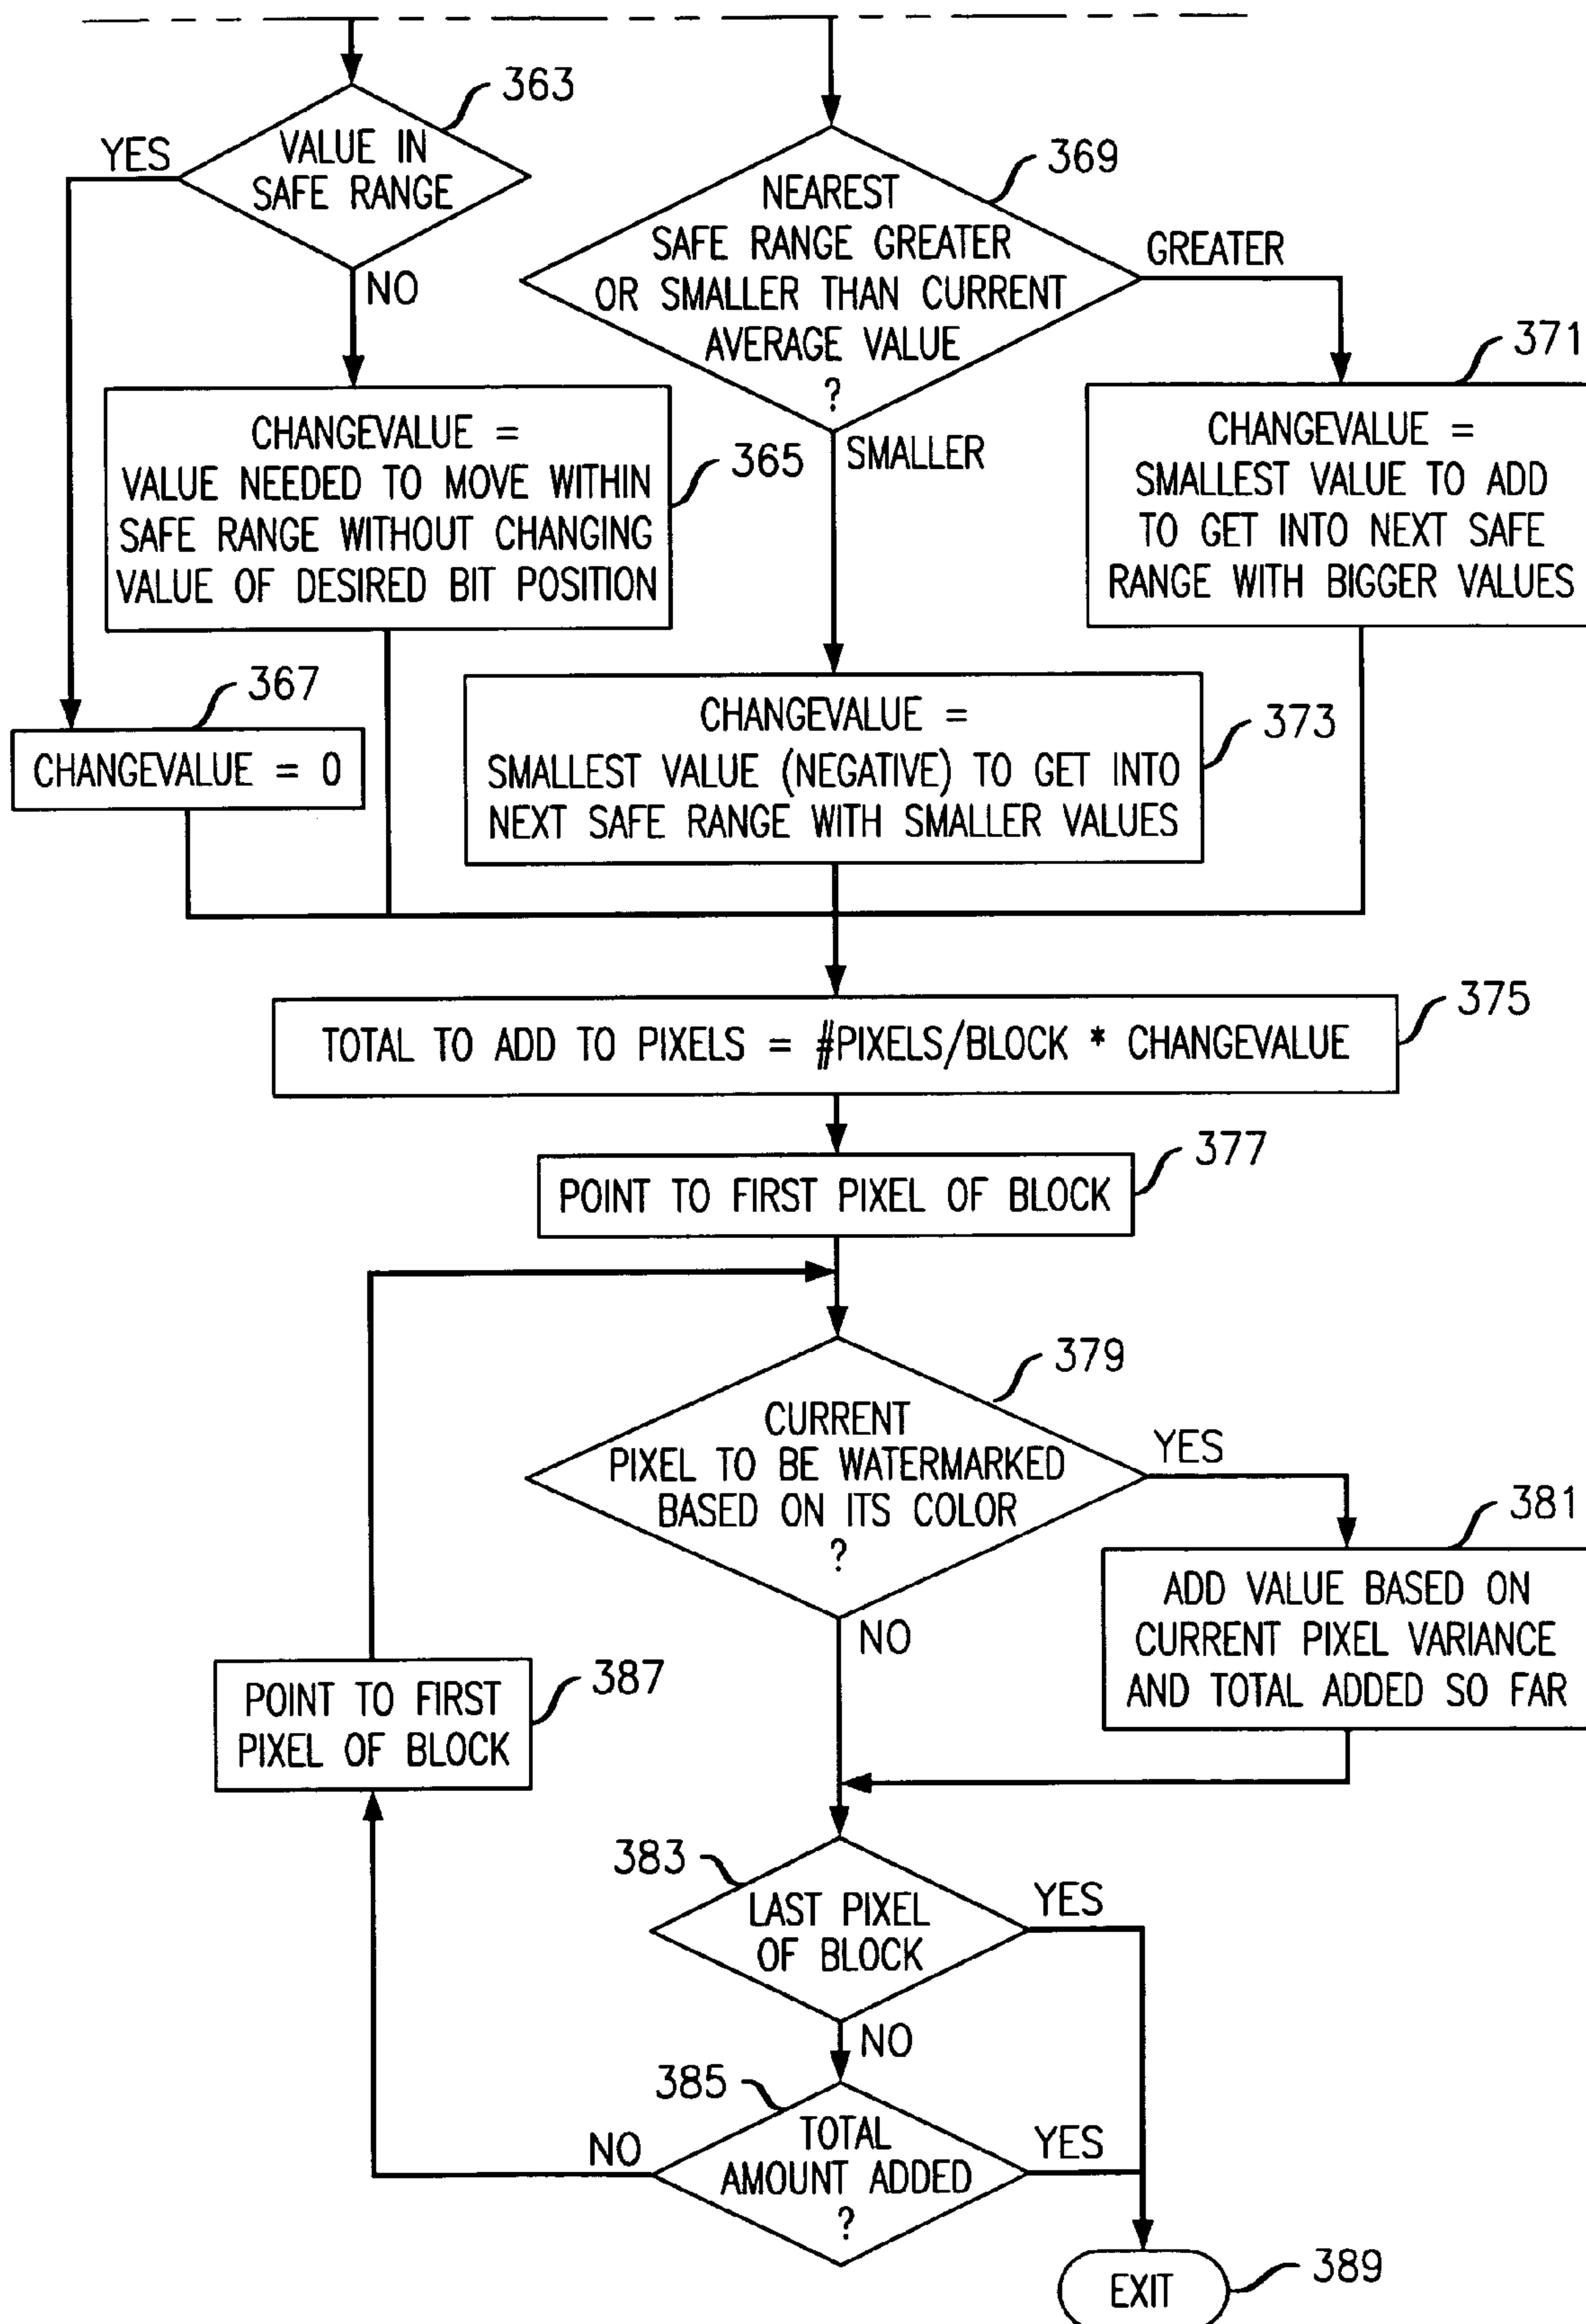 363
YES
VALUE IN
SAFE RANGE
NO
369
NEAREST
SAFE RANGE GREATER
OR SMALLER THAN CURRENT
AVERAGE VALUE
?
GREATER
SMALLER
371
CHANGEVALUE =
SMALLEST VALUE TO ADD
TO GET INTO NEXT SAFE
RANGE WITH BIGGER VALUES
CHANGEVALUE =
VALUE NEEDED TO MOVE WITHIN
SAFE RANGE WITHOUT CHANGING
VALUE OF DESIRED BIT POSITION
365
367
CHANGEVALUE = 0
CHANGEVALUE =
SMALLEST VALUE (NEGATIVE) TO GET INTO
NEXT SAFE RANGE WITH SMALLER VALUES
373
TOTAL TO ADD TO PIXELS = #PIXELS/BLOCK * CHANGEVALUE
375
POINT TO FIRST PIXEL OF BLOCK
377
379
CURRENT
PIXEL TO BE WATERMARKED
BASED ON ITS COLOR
?
YES
NO
381
ADD VALUE BASED ON
CURRENT PIXEL VARIANCE
AND TOTAL ADDED SO FAR
POINT TO FIRST
PIXEL OF BLOCK
387
383
LAST PIXEL
OF BLOCK
YES
NO
385
TOTAL
AMOUNT ADDED
?
NO
YES
EXIT
389